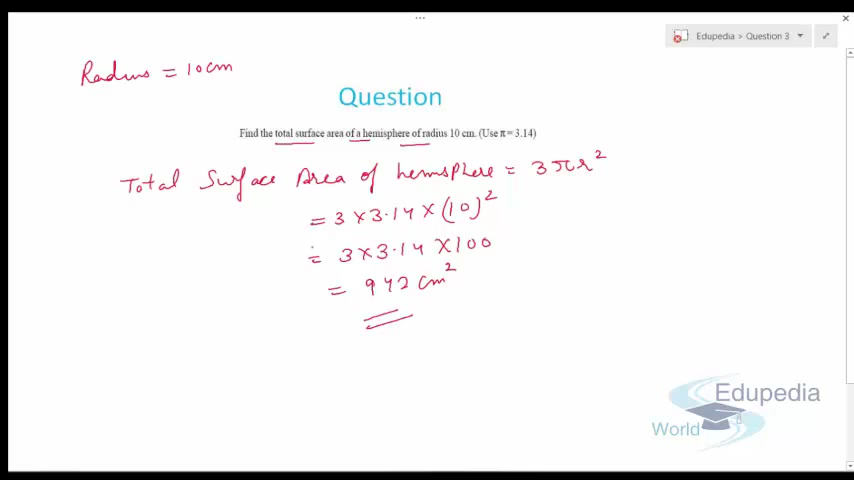 Edupedia > Question 3
Radius = 10cm
Question
Find the total surface area of a hemisphere of radius 10 cm. (Use π = 3.14)
Total Surface Area of hemisphere = 3πr²
= 3 × 3.14 × (10)²
= 3 × 3.14 × 100
= 942 cm²
Edupedia
World